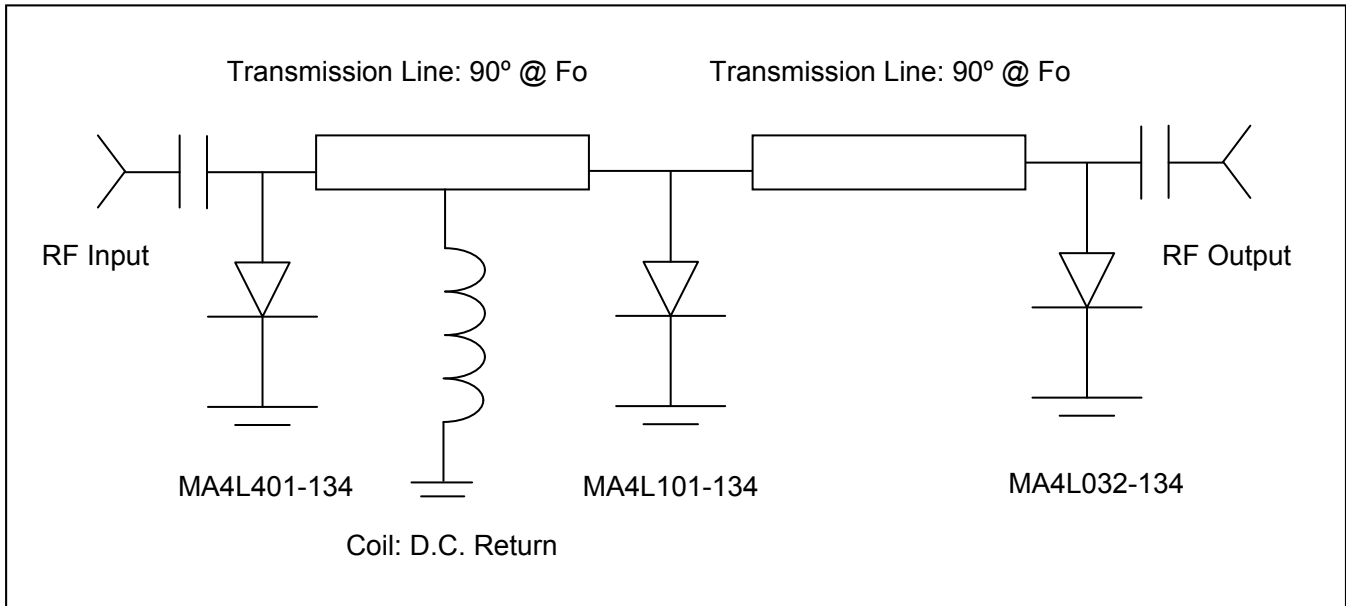 Transmission Line: 90º @ Fo
Transmission Line: 90º @ Fo
RF Input
RF Output
MA4L401-134
MA4L101-134
MA4L032-134
Coil: D.C. Return